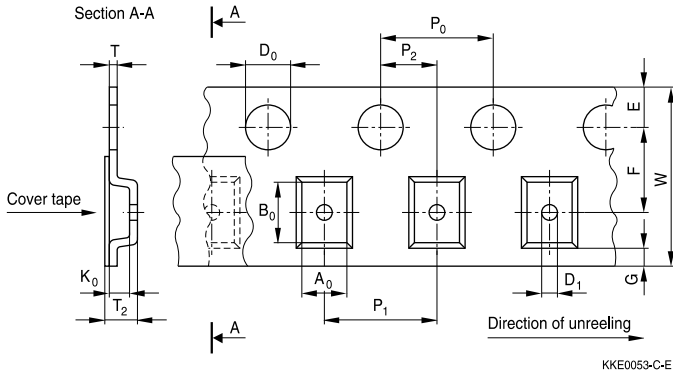 Section A-A
A
P0
T
D0
P2
E
F
W
Cover tape
B0
K0
T2
A0
D1
G
P1
A
Direction of unreeling
KKE0053-C-E